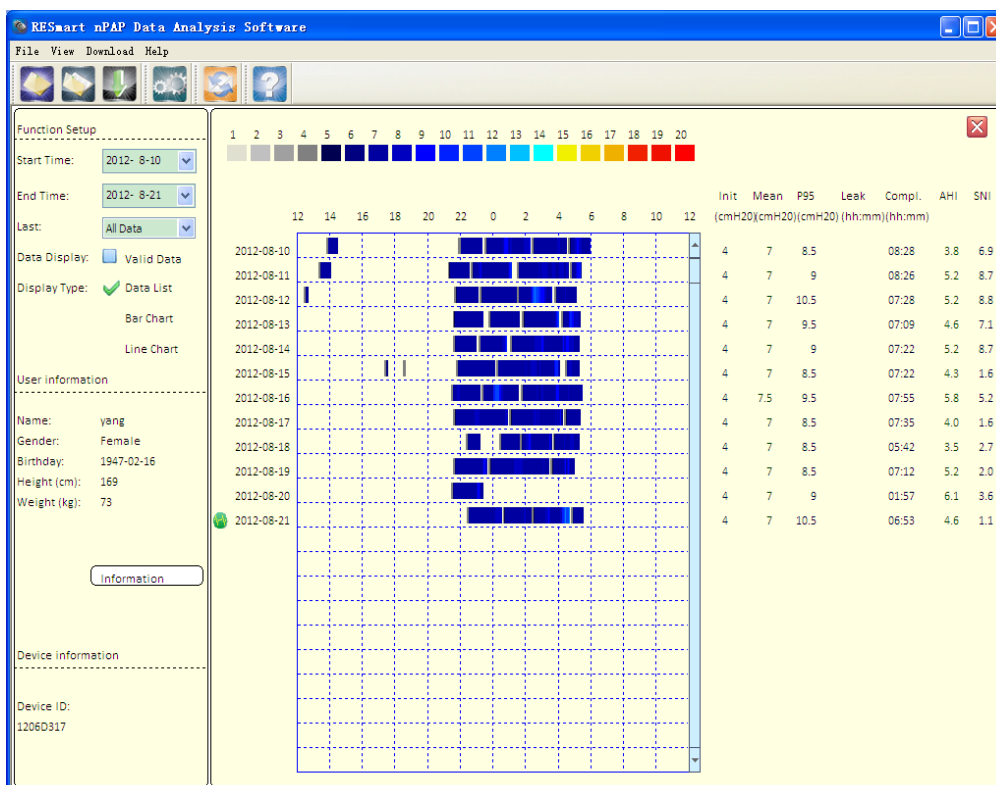 RESmart nPAP Data Analysis Software
File View Download Help
Function Setup
Start Time: 2012- 8-10
End Time: 2012- 8-21
Last: All Data
Data Display: Valid Data
Display Type: Data List
Bar Chart
Line Chart
User information
Name: yang
Gender: Female
Birthday: 1947-02-16
Height (cm): 169
Weight (kg): 73
Information
Device information
Device ID:
1206D317
1 2 3 4 5 6 7 8 9 10 11 12 13 14 15 16 17 18 19 20
Init Mean P95 Leak Compl. AHI SNI
(cmH20)(cmH20)(cmH20) (hh:mm)(hh:mm)
12 14 16 18 20 22 0 2 4 6 8 10 12
2012-08-10 4 7 8.5 08:28 3.8 6.9
2012-08-11 4 7 9 08:26 5.2 8.7
2012-08-12 4 7 10.5 07:28 5.2 8.8
2012-08-13 4 7 9.5 07:09 4.6 7.1
2012-08-14 4 7 9 07:22 5.2 8.7
2012-08-15 4 7 8.5 07:22 4.3 1.6
2012-08-16 4 7.5 9.5 07:55 5.8 5.2
2012-08-17 4 7 8.5 07:35 4.0 1.6
2012-08-18 4 7 8.5 05:42 3.5 2.7
2012-08-19 4 7 8.5 07:12 5.2 2.0
2012-08-20 4 7 9 01:57 6.1 3.6
2012-08-21 4 7 10.5 06:53 4.6 1.1